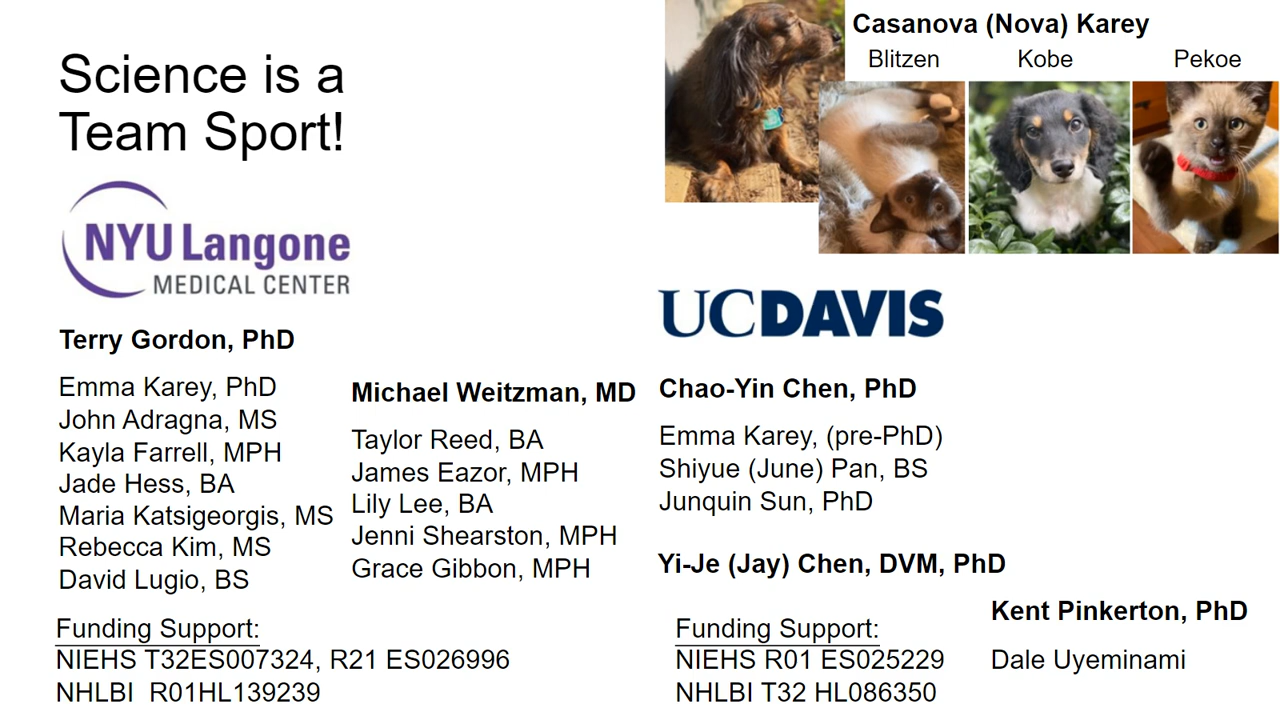 Science is a
Team Sport!
NYU Langone
MEDICAL CENTER
Terry Gordon, PhD
Emma Karey, PhD
John Adragna, MS
Kayla Farrell, MPH
Jade Hess, BA
Maria Katsigeorgis, MS
Rebecca Kim, MS
David Lugio, BS
Michael Weitzman, MD
Taylor Reed, BA
James Eazor, MPH
Lily Lee, BA
Jenni Shearston, MPH
Grace Gibbon, MPH
Funding Support:
NIEHS T32ES007324, R21 ES026996
NHLBI  R01HL139239
Casanova (Nova) Karey
Blitzen
Kobe
Pekoe
UCDAVIS
Chao-Yin Chen, PhD
Emma Karey, (pre-PhD)
Shiyue (June) Pan, BS
Junquin Sun, PhD
Yi-Je (Jay) Chen, DVM, PhD
Kent Pinkerton, PhD
Dale Uyeminami
Funding Support:
NIEHS R01 ES025229
NHLBI T32 HL086350